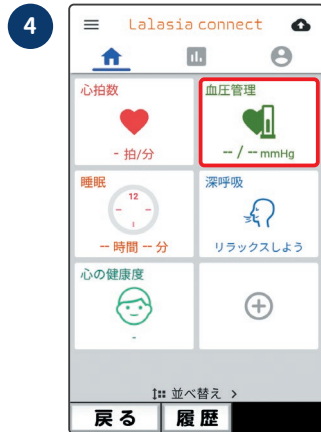 4
Lalasia connect
心拍数
- 拍/分
血圧管理
-- / -- mmHg
睡眠
12
-- 時間 -- 分
深呼吸
リラックスしよう
心の健康度
-
並べ替え >
戻る
履歴